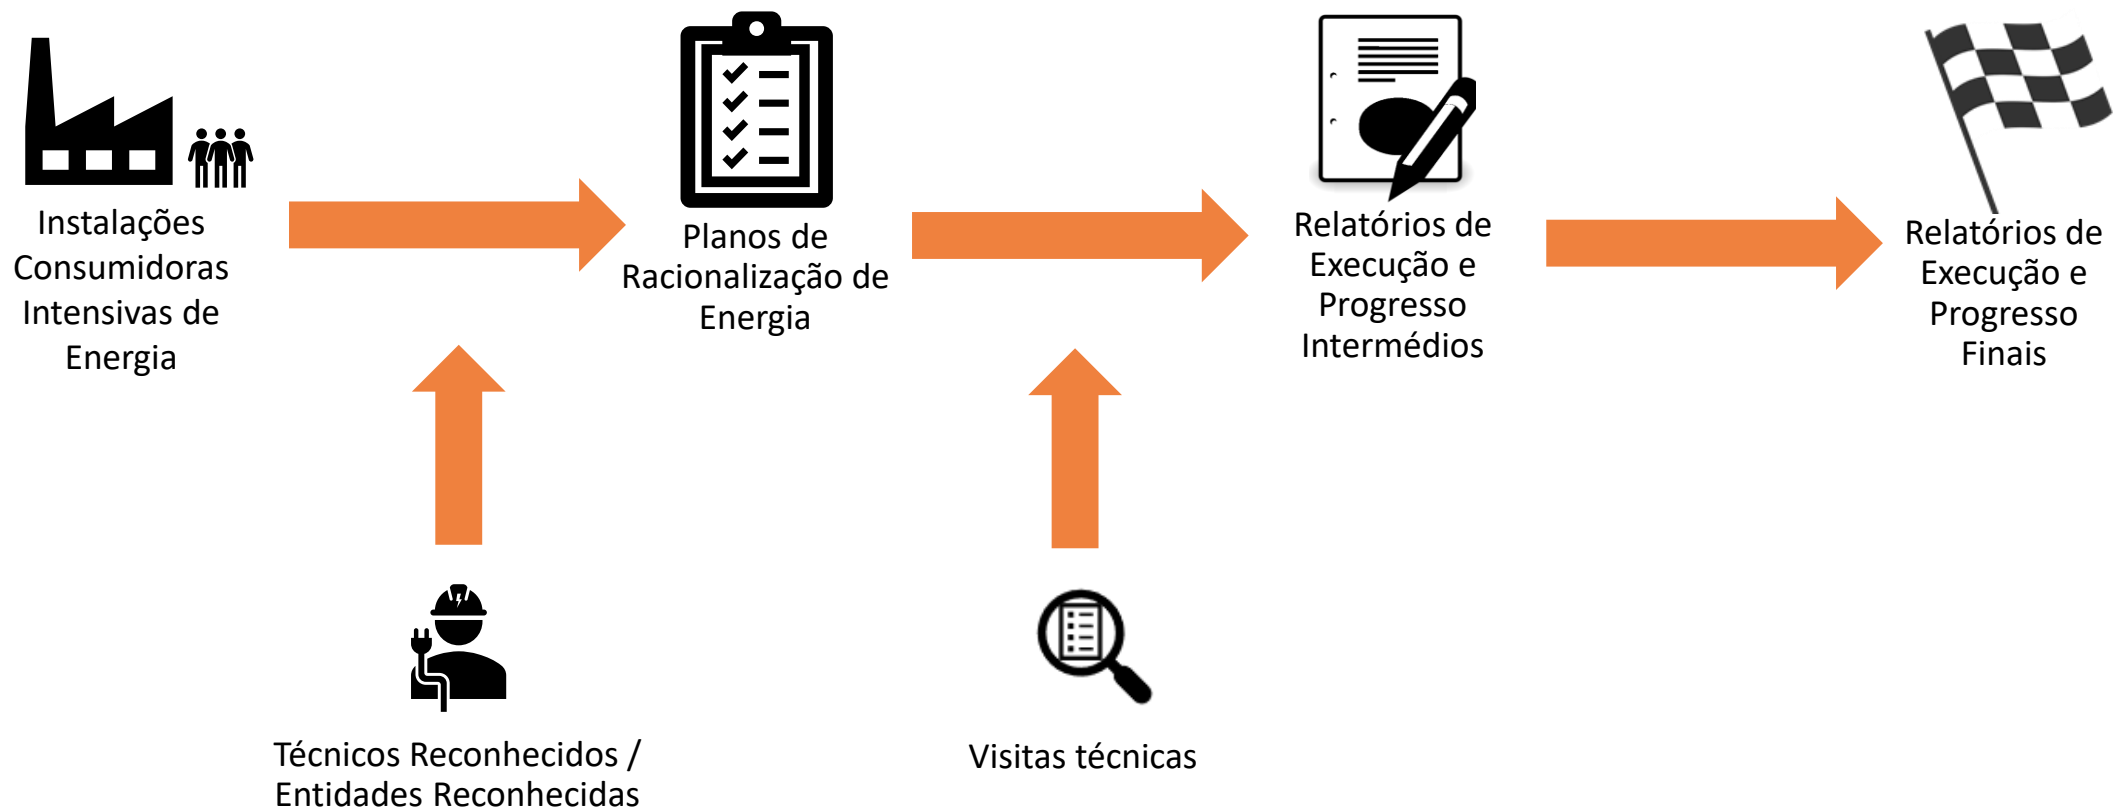 Instalações
Consumidoras
Intensivas de
Energia
Planos de
Racionalização de
Energia
Relatórios de
Execução e
Progresso
Intermédios
Relatórios de
Execução e
Progresso
Finais
Técnicos Reconhecidos /
Entidades Reconhecidas
Visitas técnicas